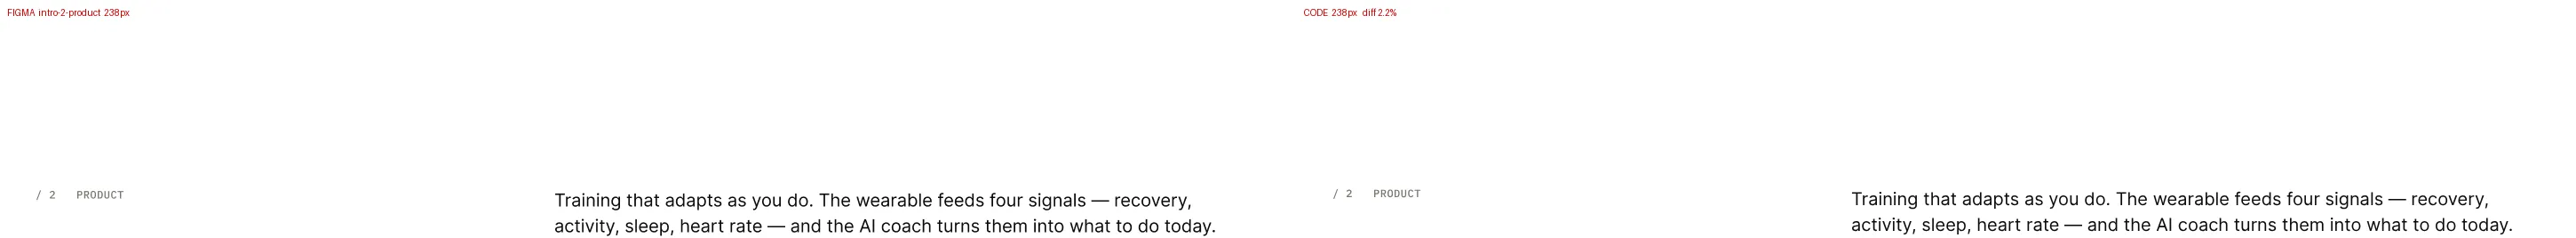 FIGMA intro-2-product 238px
/ 2 PRODUCT
Training that adapts as you do. The wearable feeds four signals — recovery,
activity, sleep, heart rate — and the AI coach turns them into what to do today.
CODE 238px diff 2.2%
/ 2 PRODUCT
Training that adapts as you do. The wearable feeds four signals — recovery,
activity, sleep, heart rate — and the AI coach turns them into what to do today.